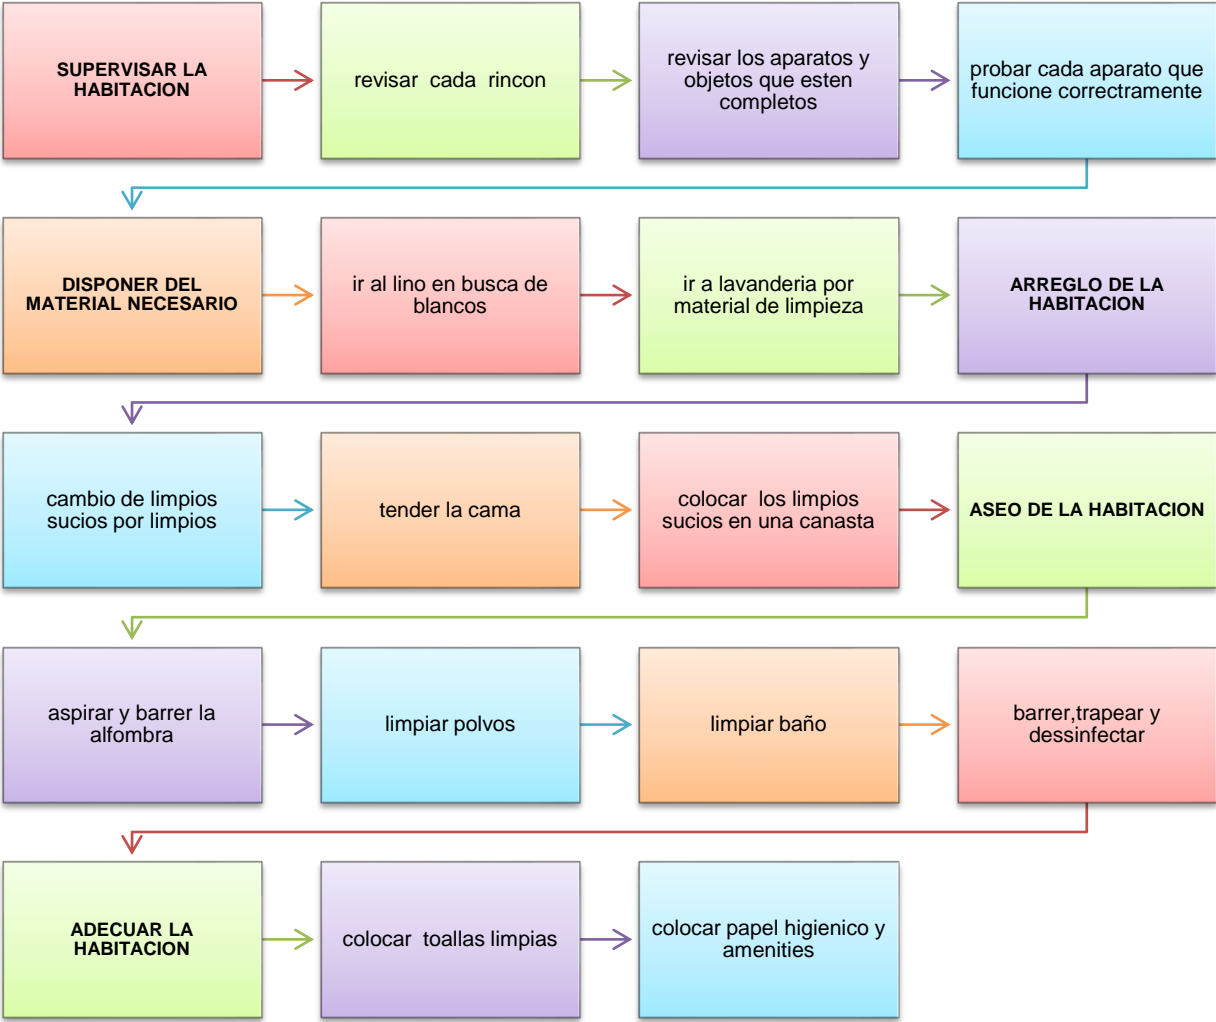 SUPERVISAR LA
HABITACION
revisar cada rincon
revisar los aparatos y
objetos que esten
completos
probar cada aparato que
funcione correctramente
DISPONER DEL
MATERIAL NECESARIO
ir al lino en busca de
blancos
ir a lavanderia por
material de limpieza
ARREGLO DE LA
HABITACION
cambio de limpios
sucios por limpios
tender la cama
colocar los limpios
sucios en una canasta
ASEO DE LA HABITACION
aspirar y barrer la
alfombra
limpiar polvos
limpiar baño
barrer,trapear y
dessinfectar
ADECUAR LA
HABITACION
colocar toallas limpias
colocar papel higienico y
amenities